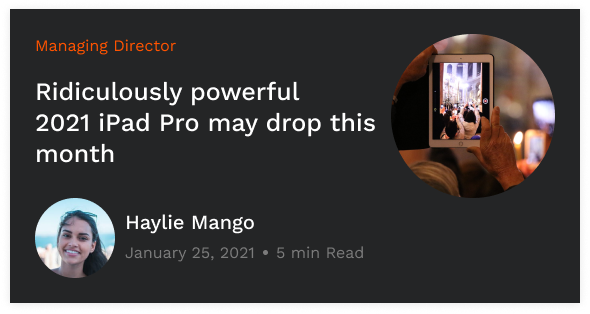 Managing Director
Ridiculously powerful
2021 iPad Pro may drop this
month
Haylie Mango
January 25, 2021 • 5 min Read